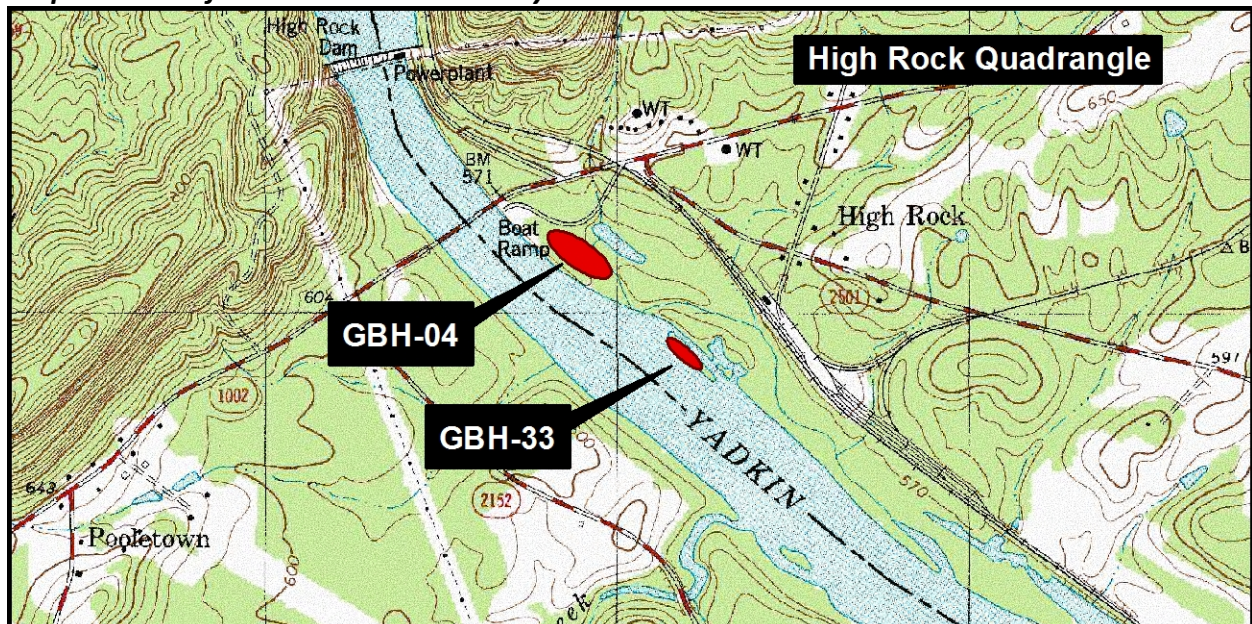 High Rock
Dam
Powerplant
High Rock Quadrangle
650
WT
WT
BM
571
High Rock
Boat
Ramp
604
2501
GBH-04
597
1002
GBH-33
YADKIN
570
643
2152
Pooletown
600